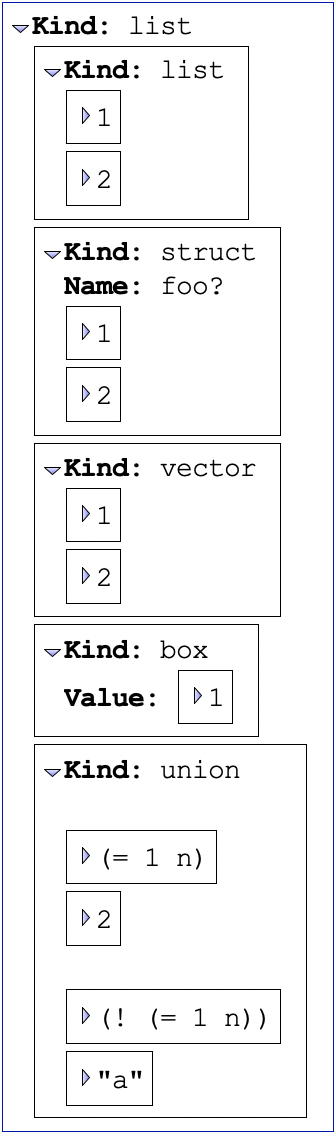 Kind: list
Kind: list
1
2
Kind: struct
Name: foo?
1
2
Kind: vector
1
2
Kind: box
Value: 1
Kind: union
(= 1 n)
2
(! (= 1 n))
"a"